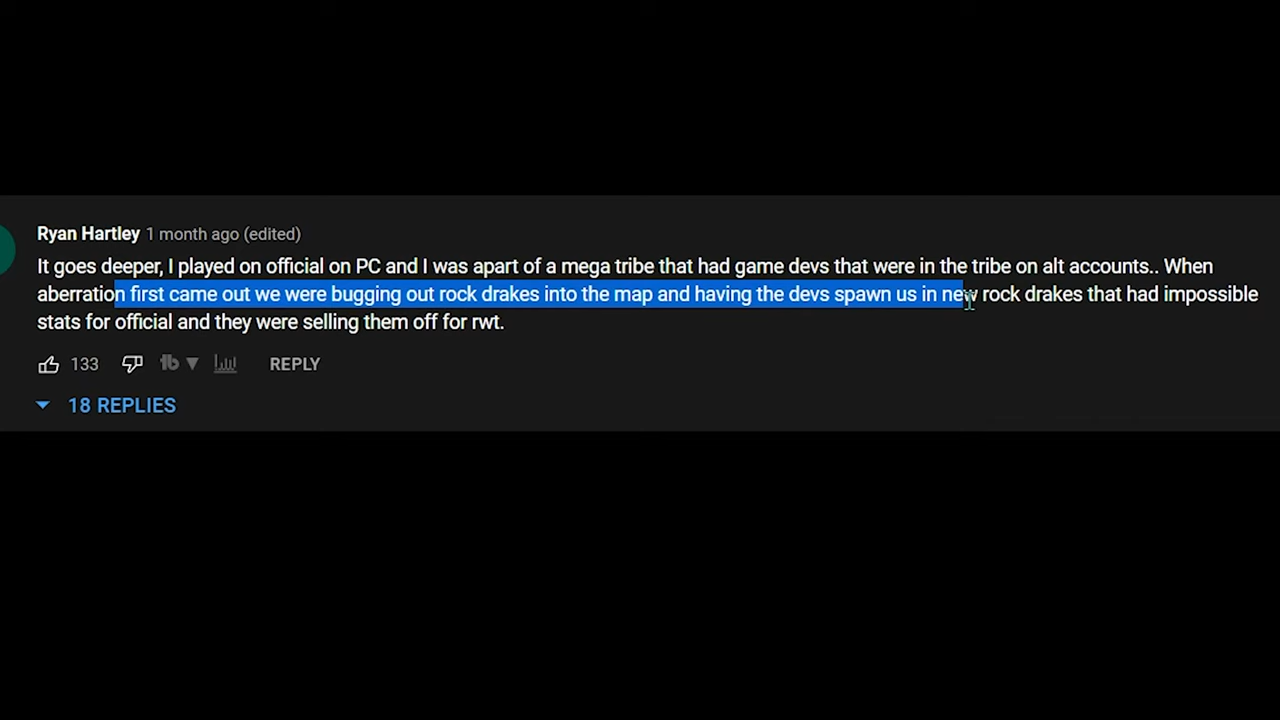 Ryan Hartley 1 month ago (edited)
It goes deeper, I played on official on PC and I was apart of a mega tribe that had game devs that were in the tribe on alt accounts.. When
aberration first came out we were bugging out rock drakes into the map and having the devs spawn us in new rock drakes that had impossible
stats for official and they were selling them off for rwt.
133 REPLY
18 REPLIES